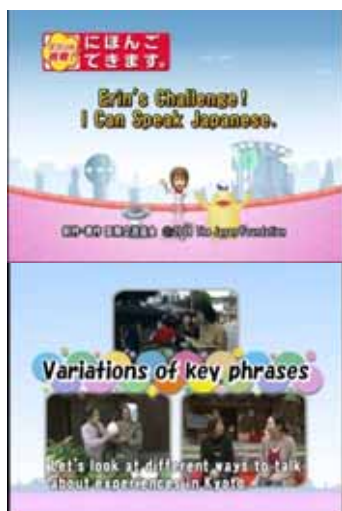 にほんご
できます。
Erin's Challenge!
I Can Speak Japanese.
The Japan Foundation
Variations of key phrases
Let's look at different ways to talk
about experiences in Kyoto